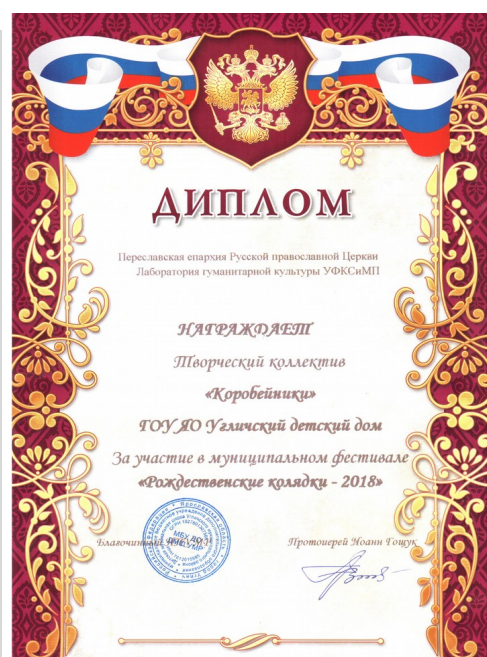 ДИПЛОМ
Переславская епархия Русской православной Церкви
Лаборатория гуманитарной культуры УФКСиМП
НАГРАЖДАЕТ
Творческий коллектив
«Коробейники»
ГОУ ЯО Угличский детский дом
За участие в муниципальном фестивале
«Рождественские колядки - 2018»
Протоиерей Иоанн Гощук